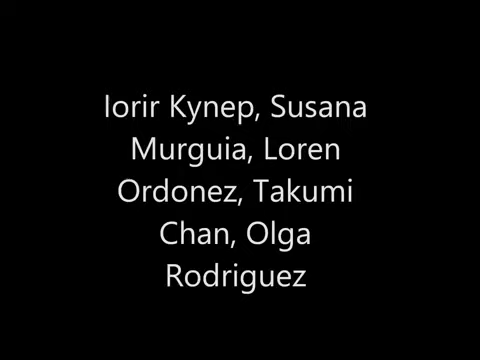 Iorir Kynep, Susana
Murguia, Loren
Ordonez, Takumi
Chan, Olga
Rodriguez